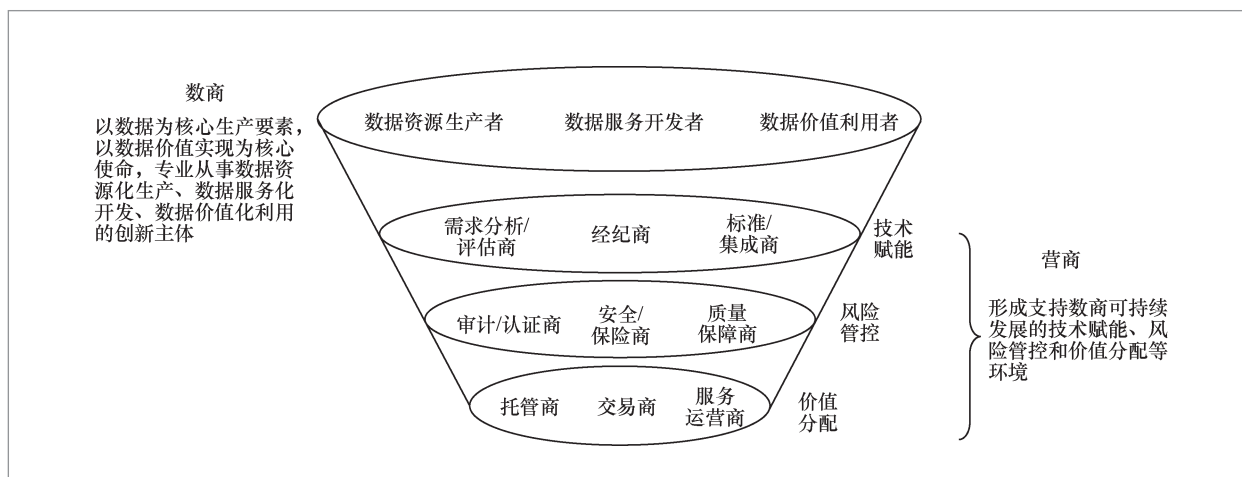 数商
以数据为核心生产要素，
以数据价值实现为核心
使命，专业从事数据资
源化生产、数据服务化
开发、数据价值化利用
的创新主体
数据资源生产者 数据服务开发者 数据价值利用者
需求分析/
评估商
经纪商
标准/
集成商
技术
赋能
审计/认证商
安全/
保险商
质量
保障商
风险
管控
托管商
交易商
服务
运营商
价值
分配
营商
形成支持数商可持续
发展的技术赋能、风
险管控和价值分配等
环境